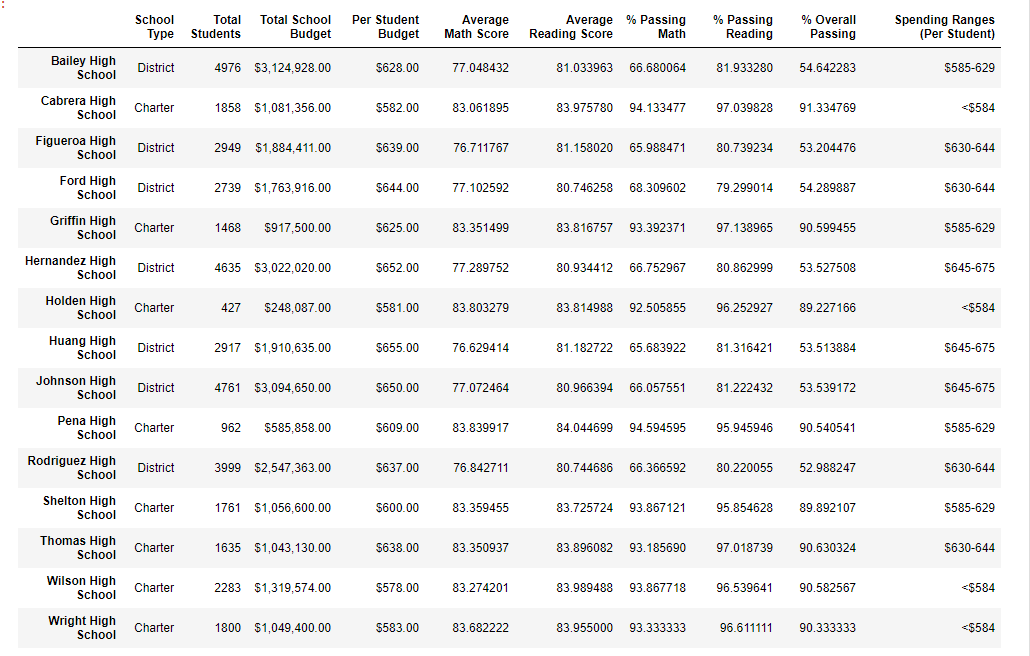 :
School Type Total Students Total School Budget Per Student Budget Average Math Score Average Reading Score % Passing Math % Passing Reading % Overall Passing Spending Ranges (Per Student)
Bailey High School District 4976 $3,124,928.00 $628.00 77.048432 81.033963 66.680064 81.933280 54.642283 $585-629
Cabrera High School Charter 1858 $1,081,356.00 $582.00 83.061895 83.975780 94.133477 97.039828 91.334769 <$584
Figueroa High School District 2949 $1,884,411.00 $639.00 76.711767 81.158020 65.988471 80.739234 53.204476 $630-644
Ford High School District 2739 $1,763,916.00 $644.00 77.102592 80.746258 68.309602 79.299014 54.289887 $630-644
Griffin High School Charter 1468 $917,500.00 $625.00 83.351499 83.816757 93.392371 97.138965 90.599455 $585-629
Hernandez High School District 4635 $3,022,020.00 $652.00 77.289752 80.934412 66.752967 80.862999 53.527508 $645-675
Holden High School Charter 427 $248,087.00 $581.00 83.803279 83.814988 92.505855 96.252927 89.227166 <$584
Huang High School District 2917 $1,910,635.00 $655.00 76.629414 81.182722 65.683922 81.316421 53.513884 $645-675
Johnson High School District 4761 $3,094,650.00 $650.00 77.072464 80.966394 66.057551 81.222432 53.539172 $645-675
Pena High School Charter 962 $585,858.00 $609.00 83.839917 84.044699 94.594595 95.945946 90.540541 $585-629
Rodriguez High School District 3999 $2,547,363.00 $637.00 76.842711 80.744686 66.366592 80.220055 52.988247 $630-644
Shelton High School Charter 1761 $1,056,600.00 $600.00 83.359455 83.725724 93.867121 95.854628 89.892107 $585-629
Thomas High School Charter 1635 $1,043,130.00 $638.00 83.350937 83.896082 93.185690 97.018739 90.630324 $630-644
Wilson High School Charter 2283 $1,319,574.00 $578.00 83.274201 83.989488 93.867718 96.539641 90.582567 <$584
Wright High School Charter 1800 $1,049,400.00 $583.00 83.682222 83.955000 93.333333 96.611111 90.333333 <$584